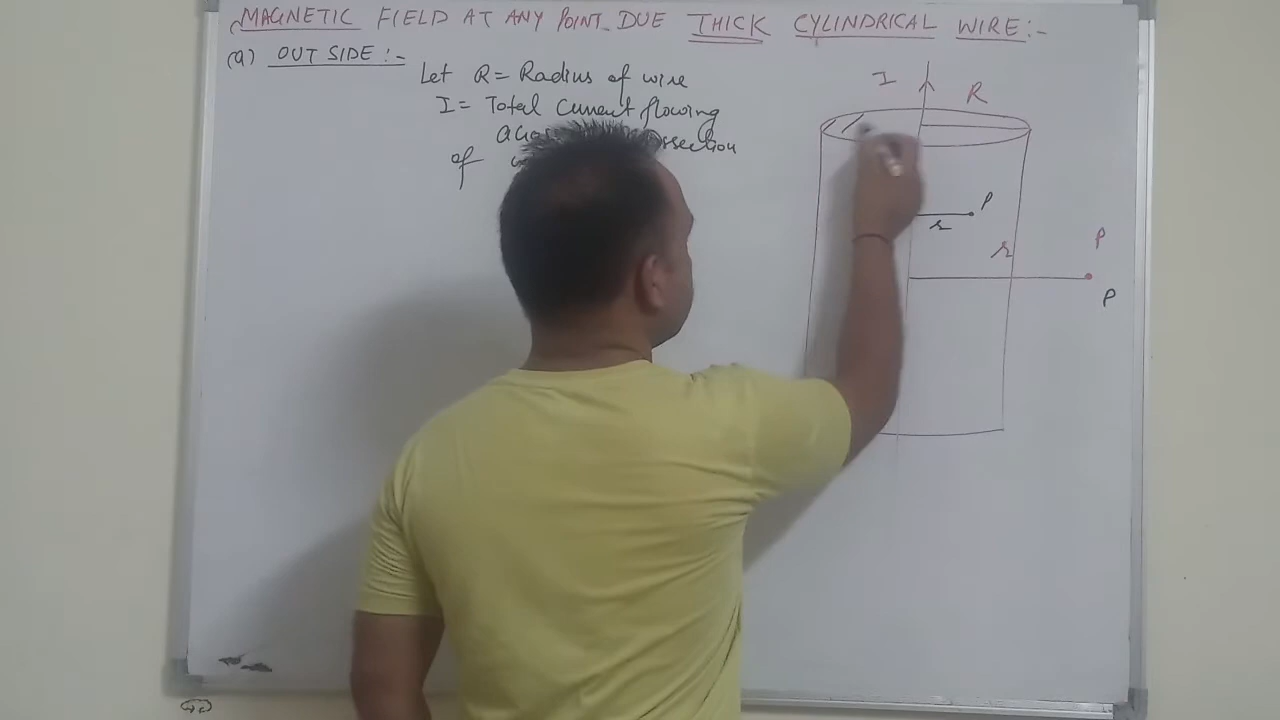 MAGNETIC FIELD AT ANY POINT DUE THICK CYLINDRICAL WIRE:-
(a) OUT SIDE :-
Let R = Radius of wire
I = Total Current flowing
of
I
R
P
r
r
P
P